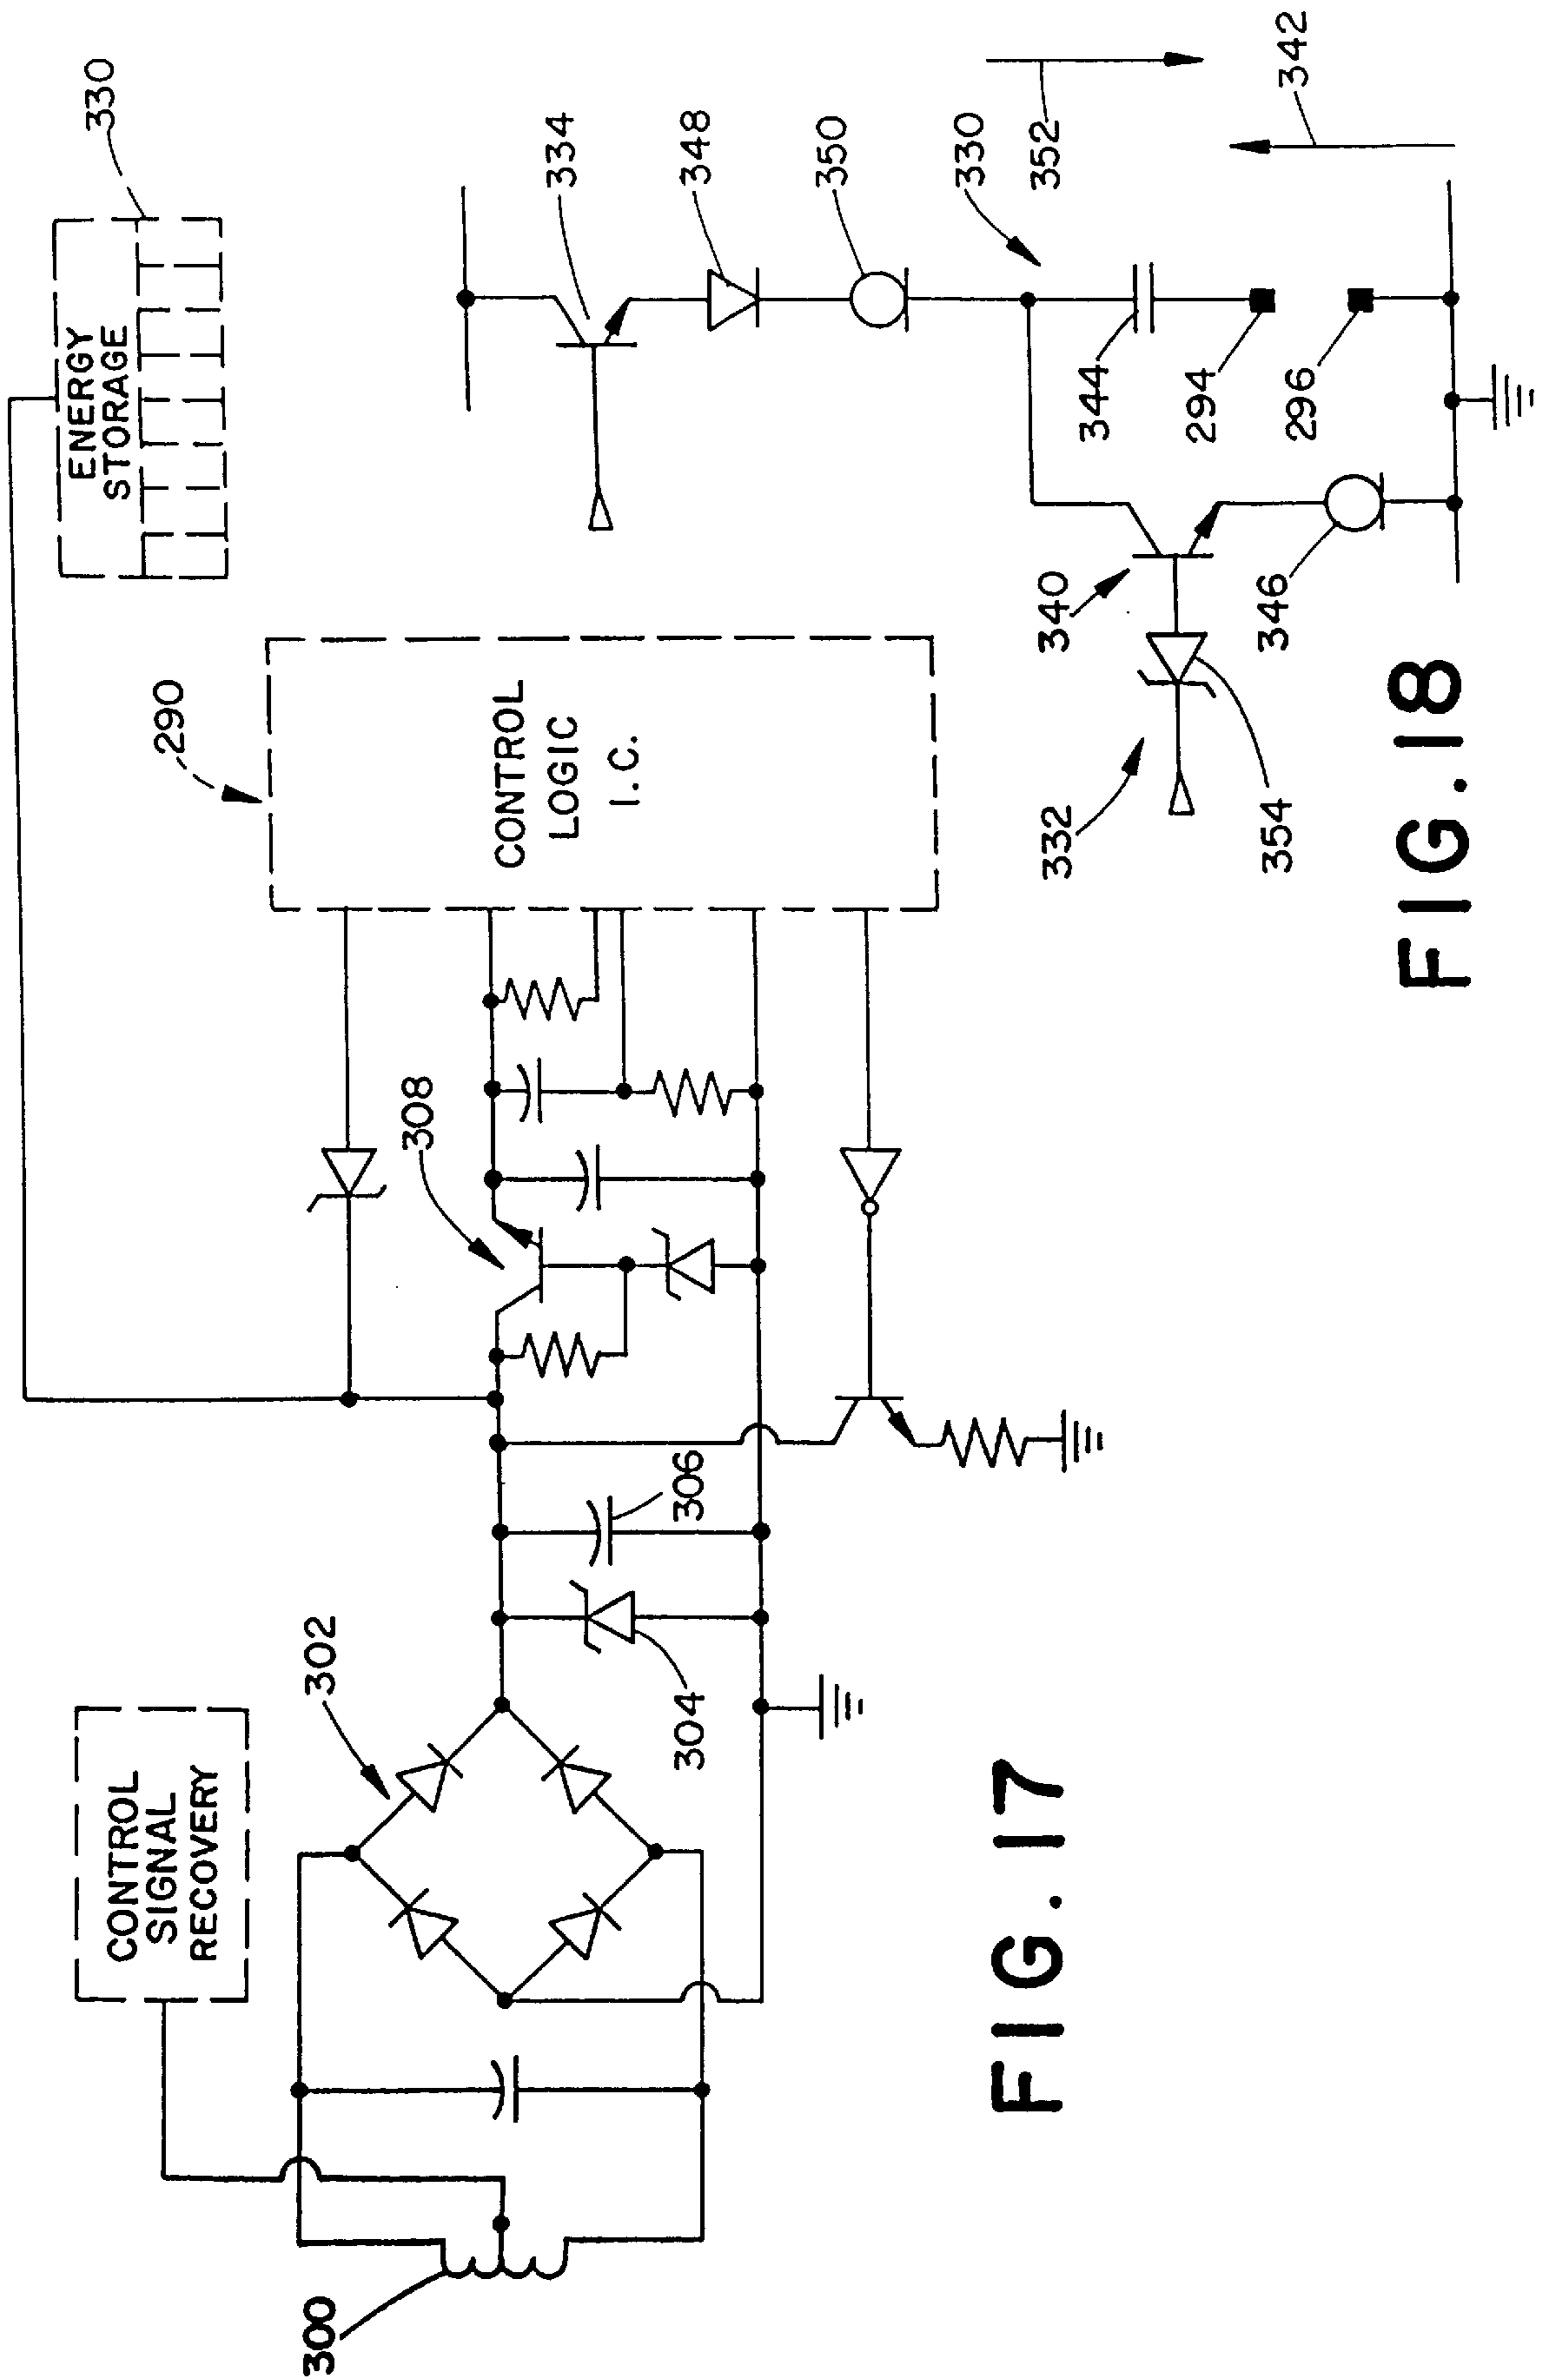 CONTROL
SIGNAL
RECOVERY
300
302
304
306
308
290
CONTROL
LOGIC
I.C.
ENERGY
STORAGE
330
FIG.17
334
348
350
330
352
342
344
294
296
340
346
332
354
FIG.18